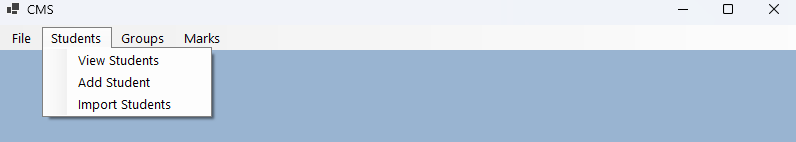 CMS
File Students Groups Marks
View Students
Add Student
Import Students